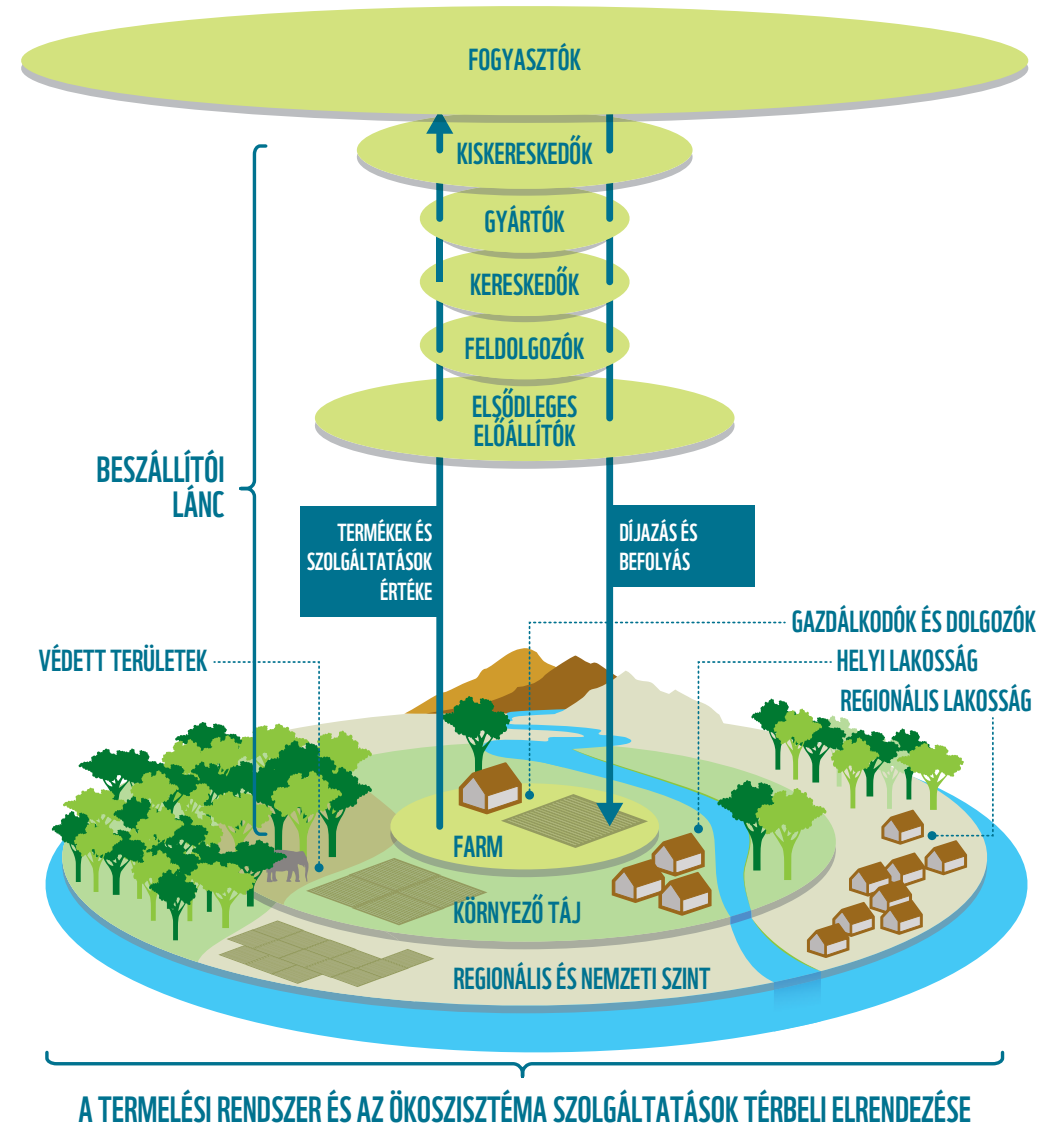 FOGYASZTÓK
KISKERESKEDŐK
GYÁRTÓK
KERESKEDŐK
FELDOLGOZÓK
ELSŐDLEGES
ELŐÁLLÍTÓK
BESZÁLLÍTÓI
LÁNC
TERMÉKEK ÉS
SZOLGÁLTATÁSOK
ÉRTÉKE
DÍJAZÁS ÉS
BEFOLYÁS
GAZDÁLKODÓK ÉS DOLGOZÓK
VÉDETT TERÜLETEK
HELYI LAKOSSÁG
REGIONÁLIS LAKOSSÁG
FARM
KÖRNYEZŐ TÁJ
REGIONÁLIS ÉS NEMZETI SZINT
A TERMELÉSI RENDSZER ÉS AZ ÖKOSZISZTÉMA SZOLGÁLTATÁSOK TÉRBELI ELRENDEZÉSE